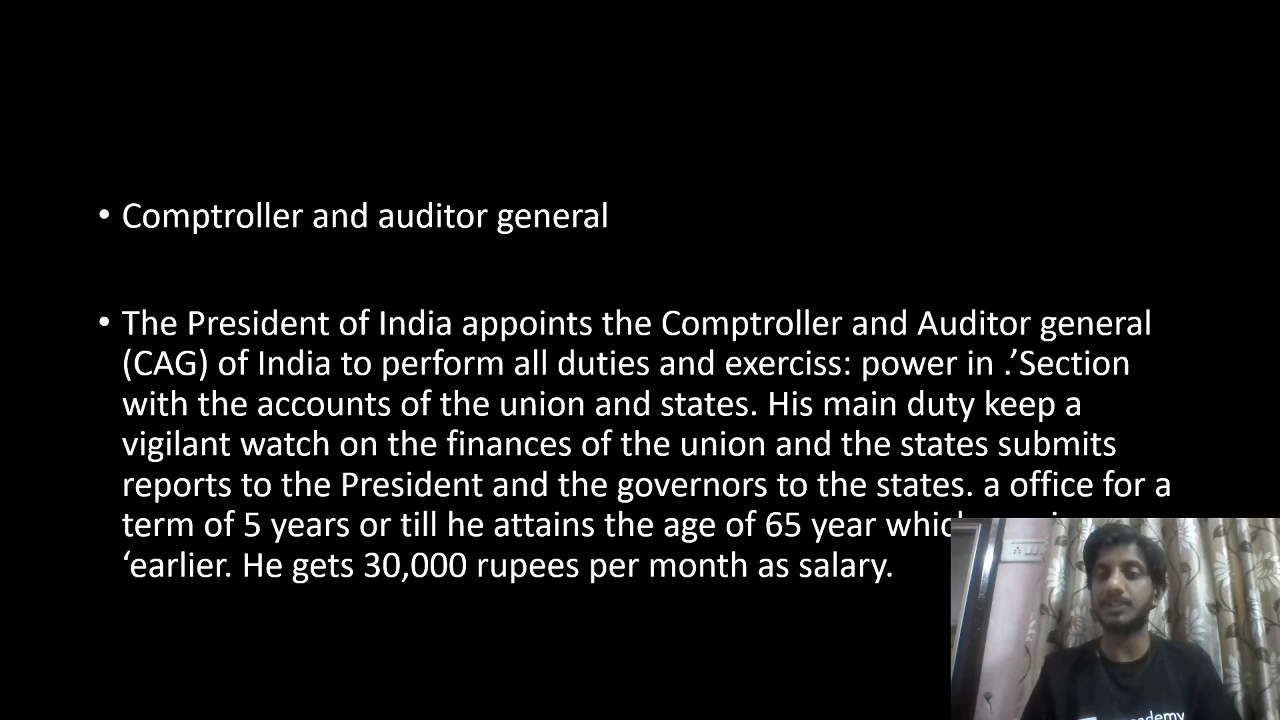 • Comptroller and auditor general
• The President of India appoints the Comptroller and Auditor general
(CAG) of India to perform all duties and exerciss: power in .’Section
with the accounts of the union and states. His main duty keep a
vigilant watch on the finances of the union and the states submits
reports to the President and the governors to the states. a office for a
term of 5 years or till he attains the age of 65 year
‘earlier. He gets 30,000 rupees per month as salary.